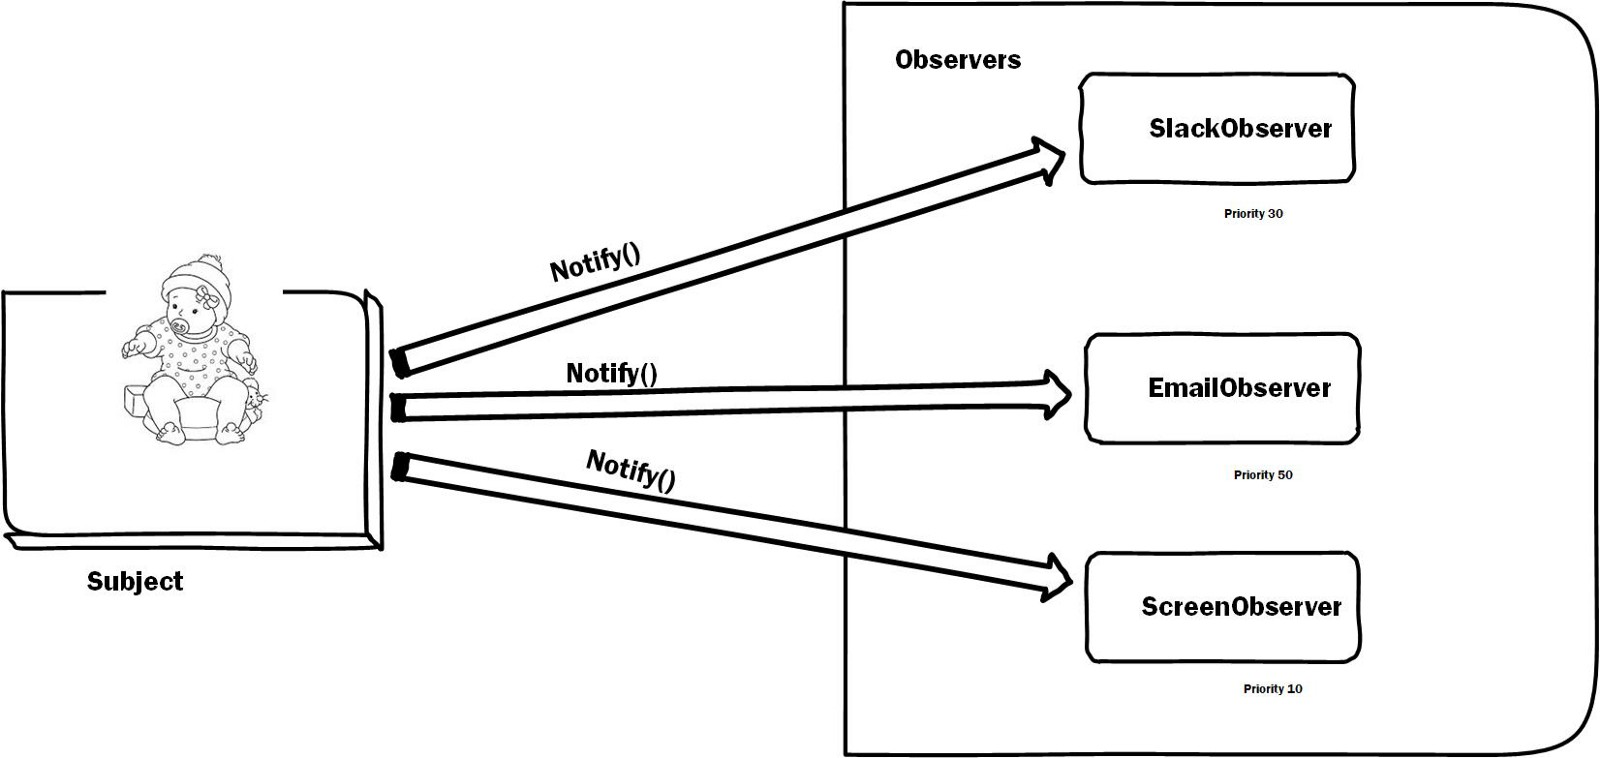 Observers
SlackObserver
Priority 30
Notify()
Notify()
EmailObserver
Notify()
Priority 50
Subject
ScreenObserver
Priority 10